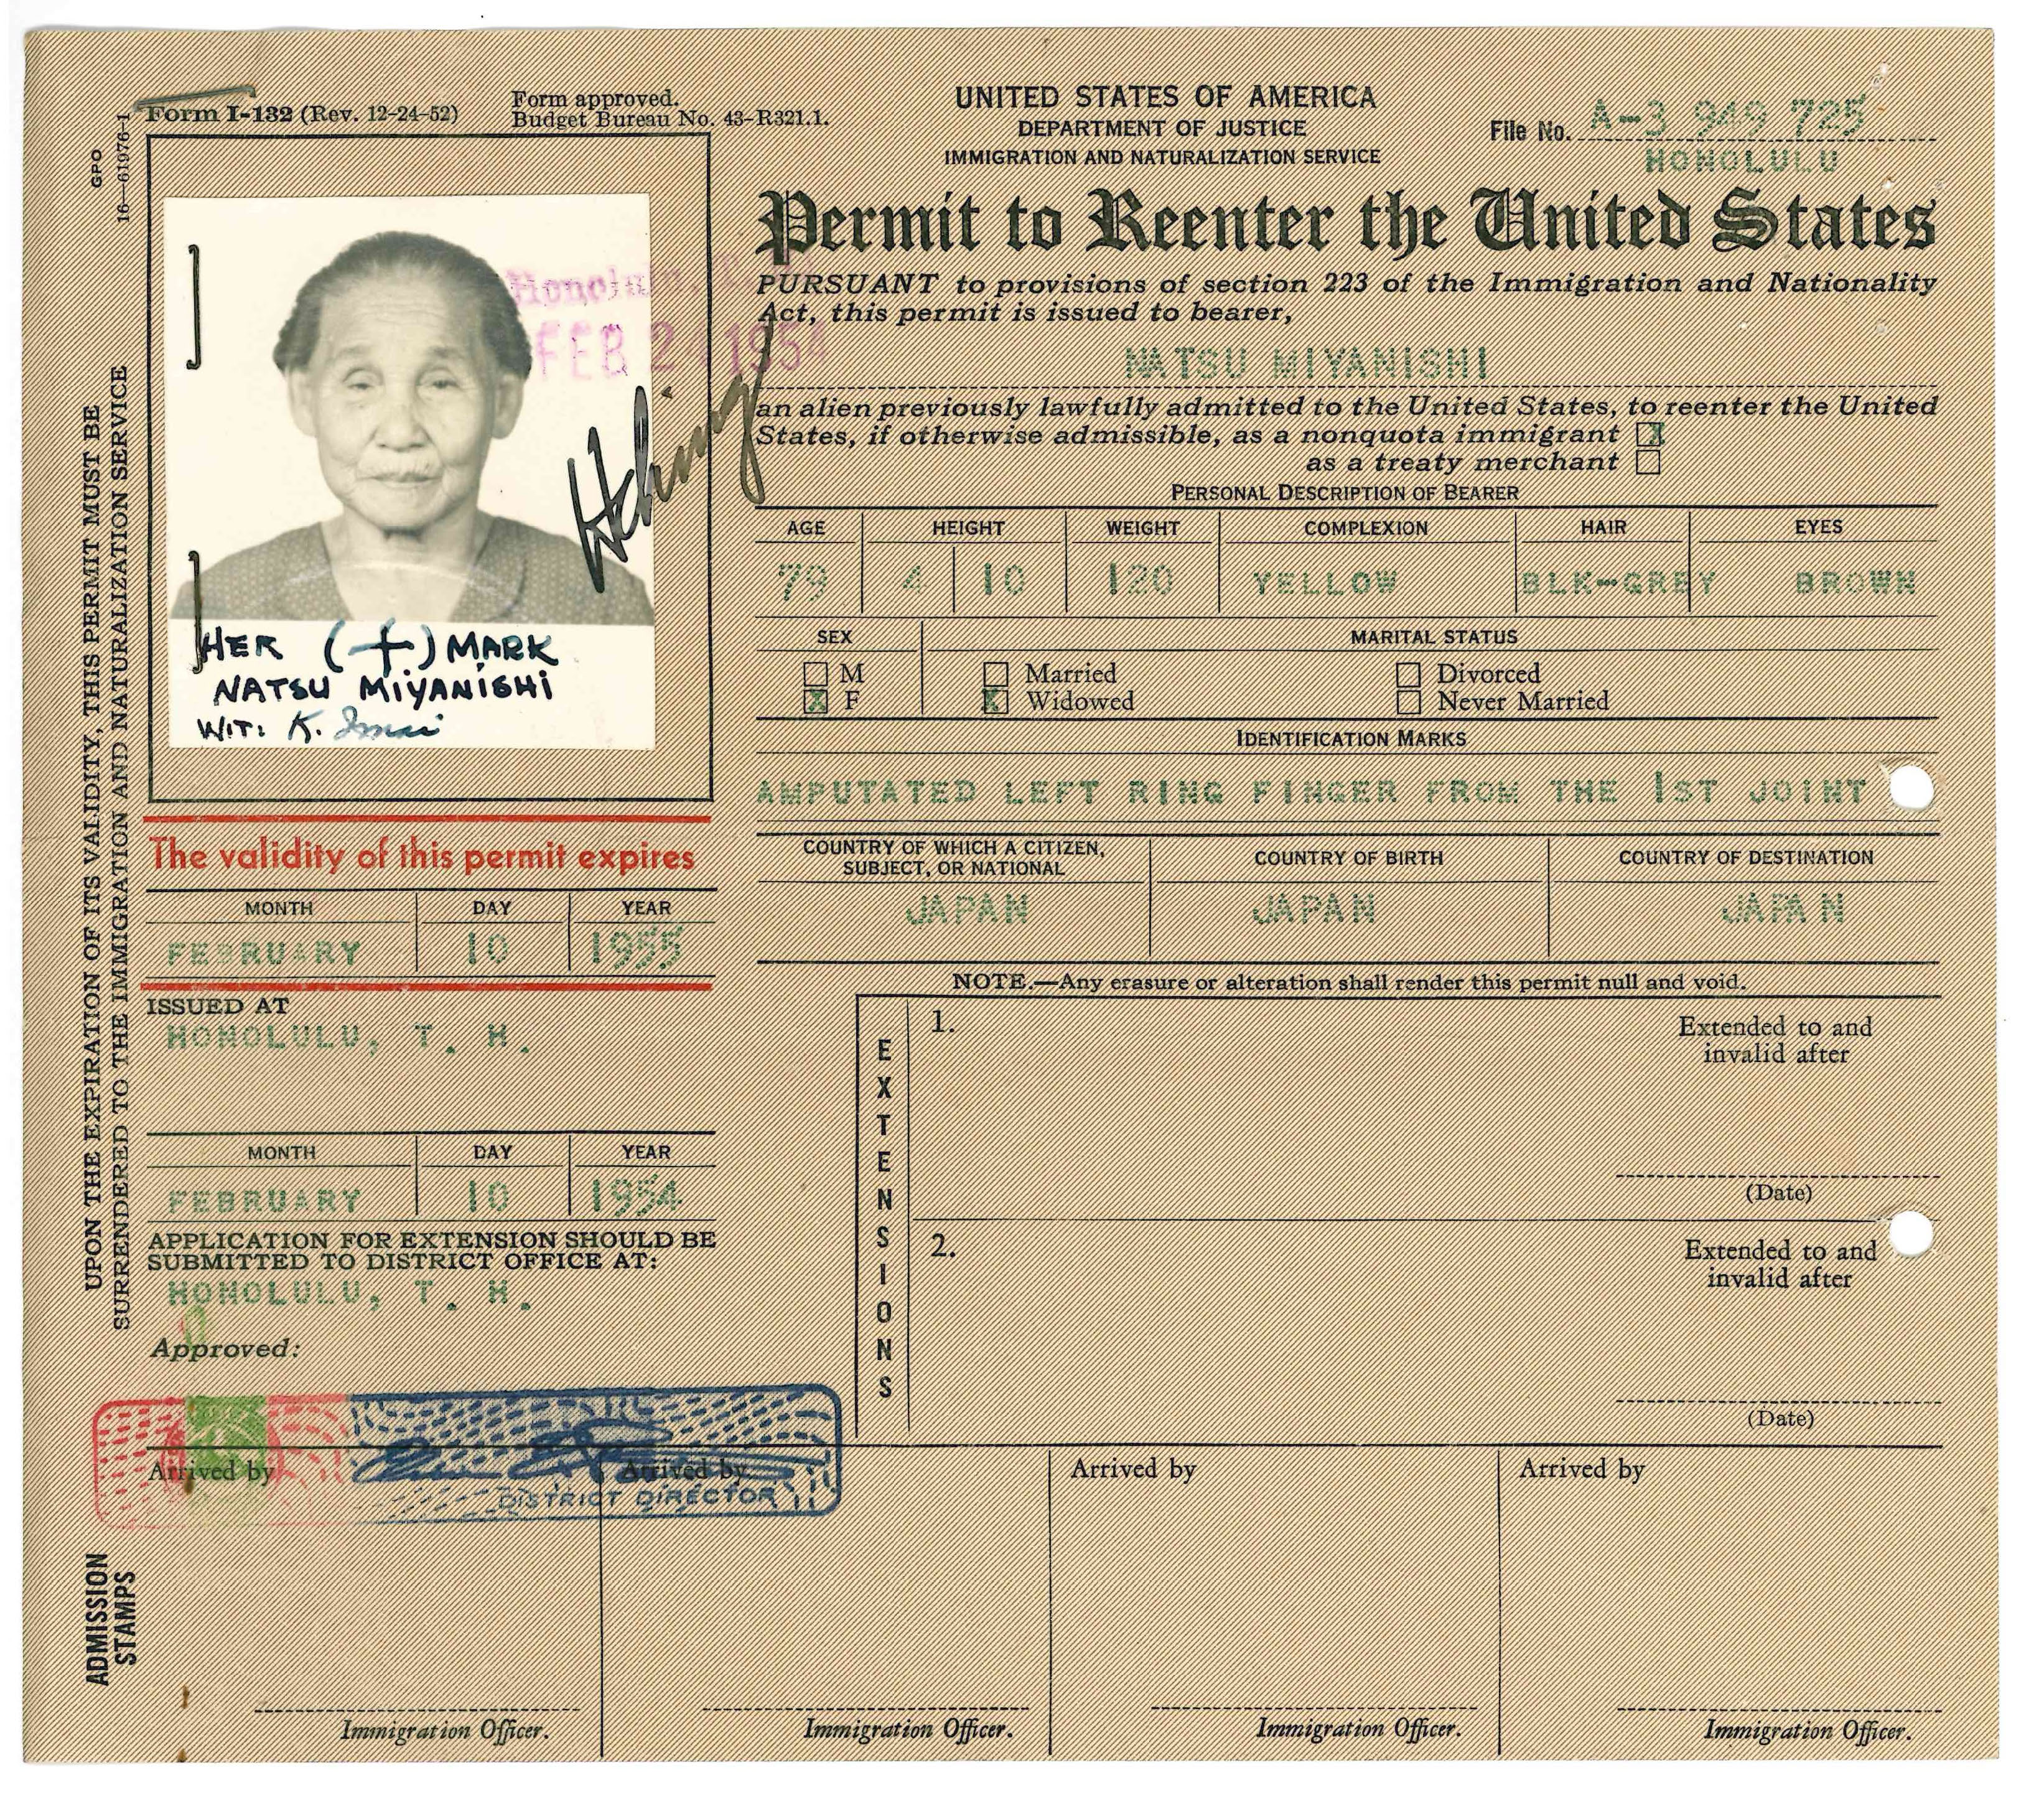 Form I-132 (Rev. 12-24-52)
Form approved.
Budget Bureau No. 43-R321.1.
UNITED STATES OF AMERICA
DEPARTMENT OF JUSTICE
IMMIGRATION AND NATURALIZATION SERVICE
File No. A-3 949 725
HONOLULU
Permit to Reenter the United States
PURSUANT to provisions of section 223 of the Immigration and Nationality
Act, this permit is issued to bearer,
NATSU MIYANISHI
an alien previously lawfully admitted to the United States, to reenter the United
States, if otherwise admissible, as a nonquota immigrant X
as a treaty merchant
PERSONAL DESCRIPTION OF BEARER
AGE HEIGHT WEIGHT COMPLEXION HAIR EYES
79 4 10 120 YELLOW BLK-GREY BROWN
SEX MARITAL STATUS
M Married Divorced
X F X Widowed Never Married
IDENTIFICATION MARKS
AMPUTATED LEFT RING FINGER FROM THE 1ST JOINT
COUNTRY OF WHICH A CITIZEN,
SUBJECT, OR NATIONAL
COUNTRY OF BIRTH
COUNTRY OF DESTINATION
JAPAN JAPAN JAPAN
NOTE.—Any erasure or alteration shall render this permit null and void.
Honolulu,
FEB 24 1954
HER (+) MARK
NATSU MIYANISHI
WIT: K. Imai
The validity of this permit expires
MONTH DAY YEAR
FEBRUARY 10 1955
ISSUED AT
HONOLULU, T. H.
MONTH DAY YEAR
FEBRUARY 10 1954
APPLICATION FOR EXTENSION SHOULD BE
SUBMITTED TO DISTRICT OFFICE AT:
HONOLULU, T. H.
Approved:
DISTRICT DIRECTOR
EXTENSIONS
1. Extended to and
invalid after
(Date)
2. Extended to and
invalid after
(Date)
Arrived by Arrived by Arrived by Arrived by
Immigration Officer. Immigration Officer. Immigration Officer. Immigration Officer.
ADMISSION
STAMPS
UPON THE EXPIRATION OF ITS VALIDITY, THIS PERMIT MUST BE
SURRENDERED TO THE IMMIGRATION AND NATURALIZATION SERVICE
GPO
16—61976-1